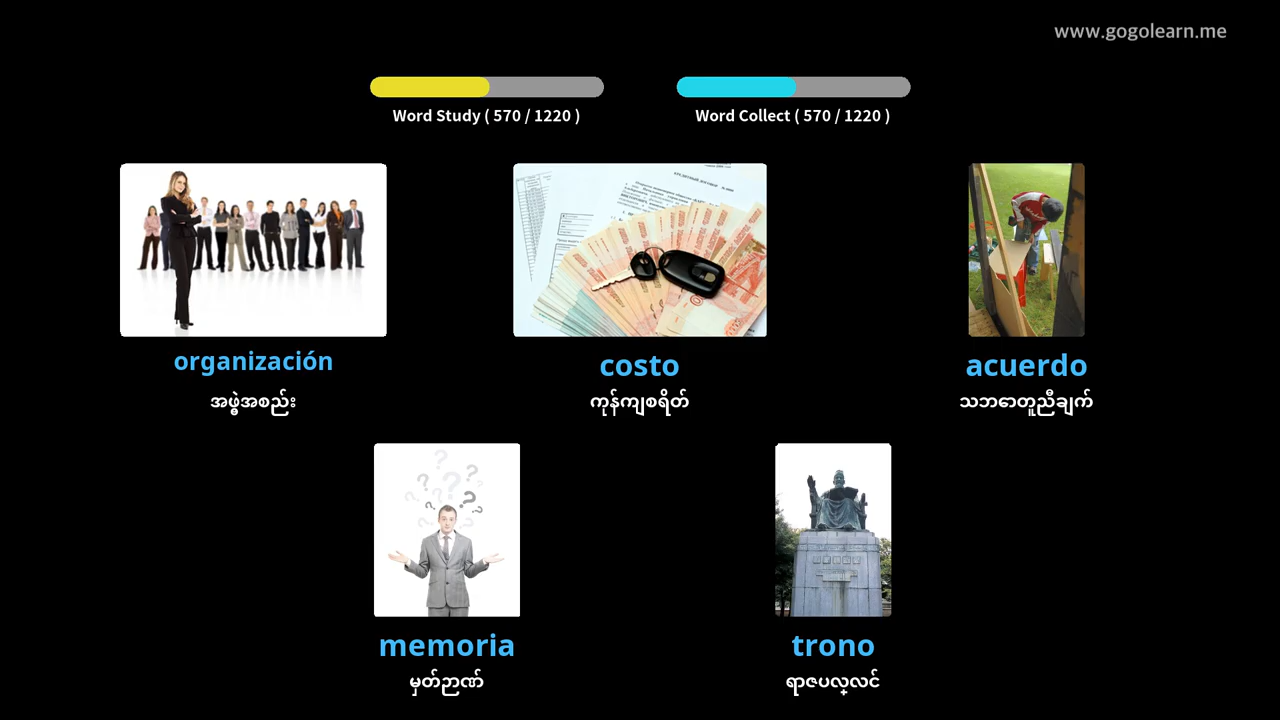 www.gogolearn.me
Word Study ( 570 / 1220 )
Word Collect ( 570 / 1220 )
organización
အဖွဲ့အစည်း
costo
ကုန်ကျစရိတ်
acuerdo
သဘောတူညီချက်
memoria
မှတ်ဉာဏ်
trono
ရာဇပလ္လင်